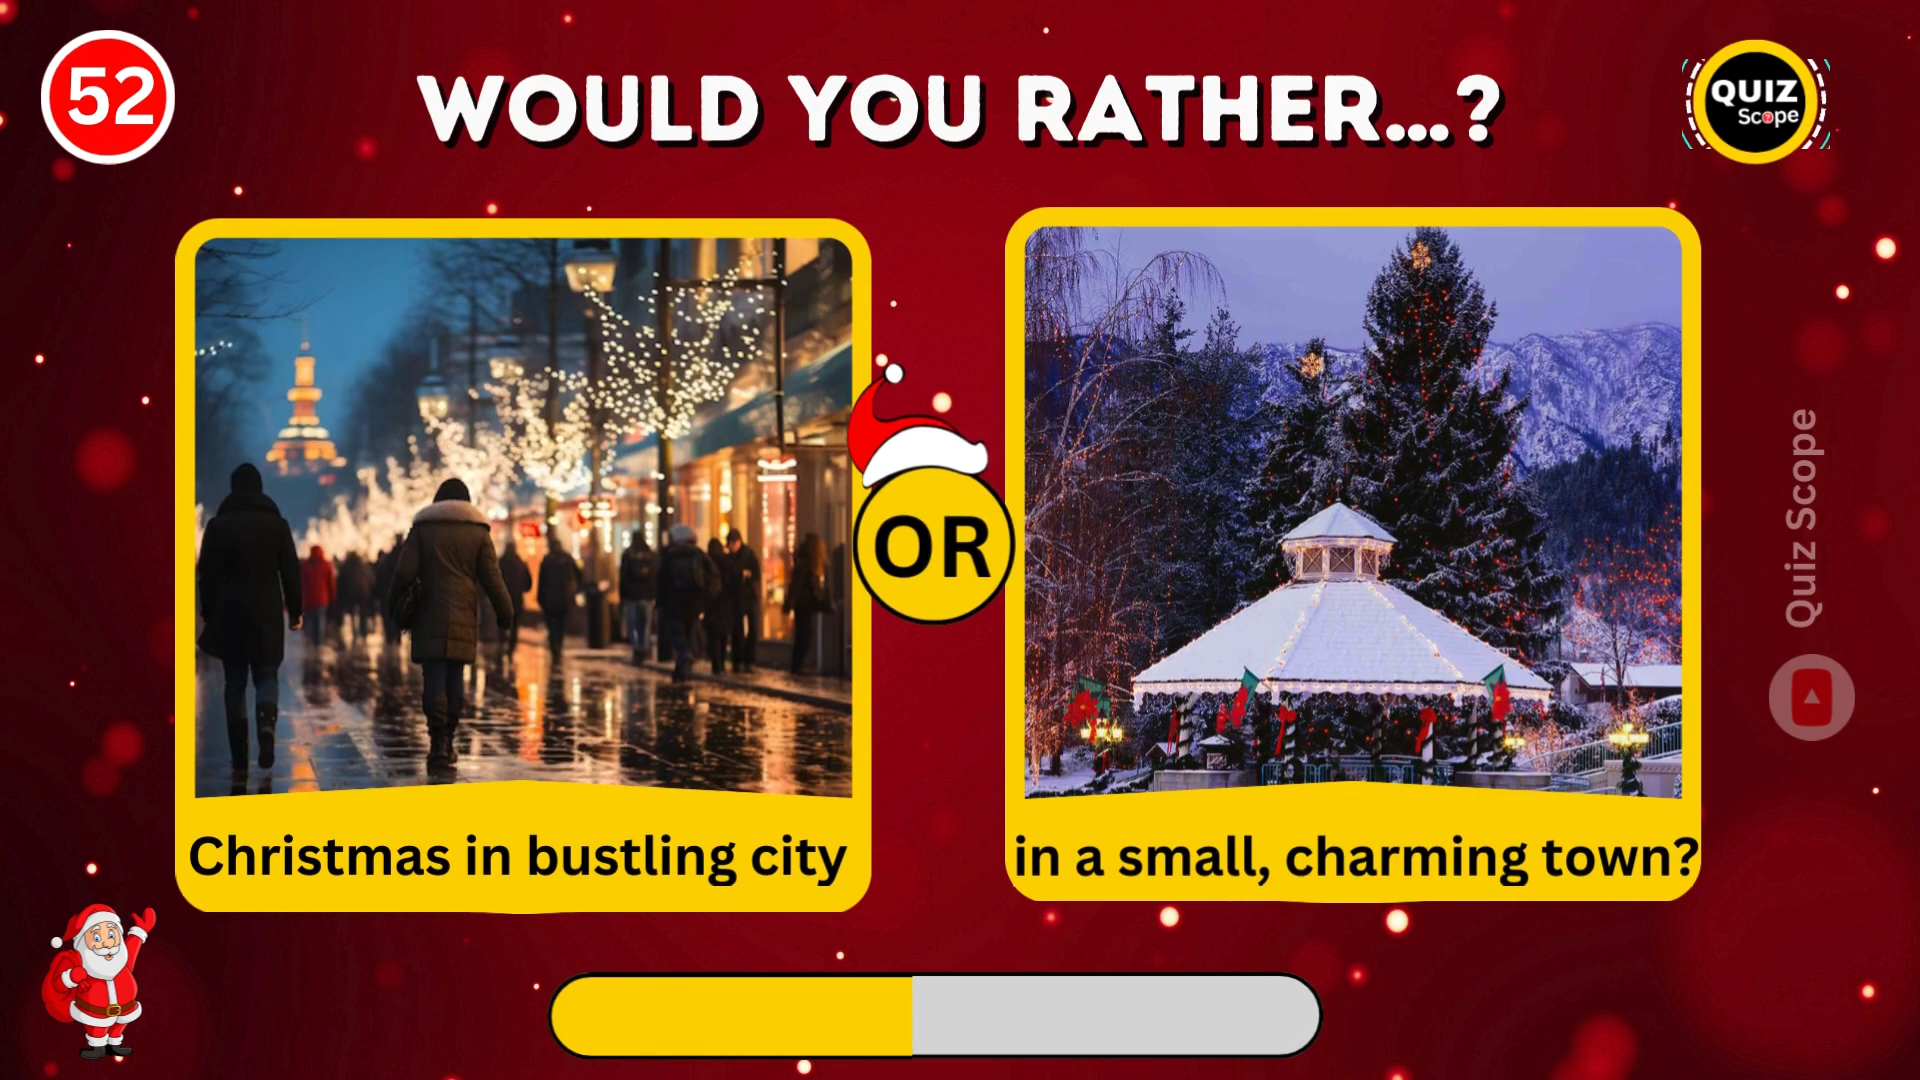 52
WOULD YOU RATHER...?
QUIZ
Scope
OR
Christmas in bustling city
in a small, charming town?
Quiz Scope